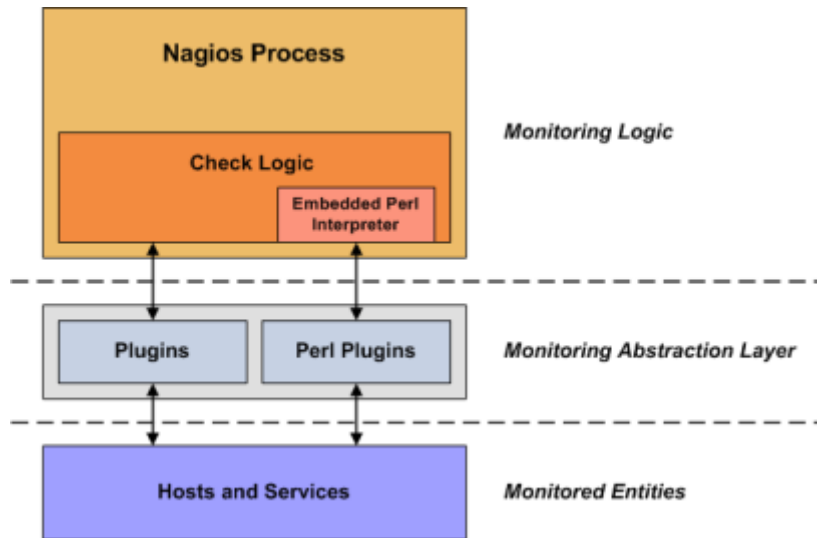 Nagios Process
Monitoring Logic
Check Logic
Embedded Perl
Interpreter
Plugins
Perl Plugins
Monitoring Abstraction Layer
Hosts and Services
Monitored Entities